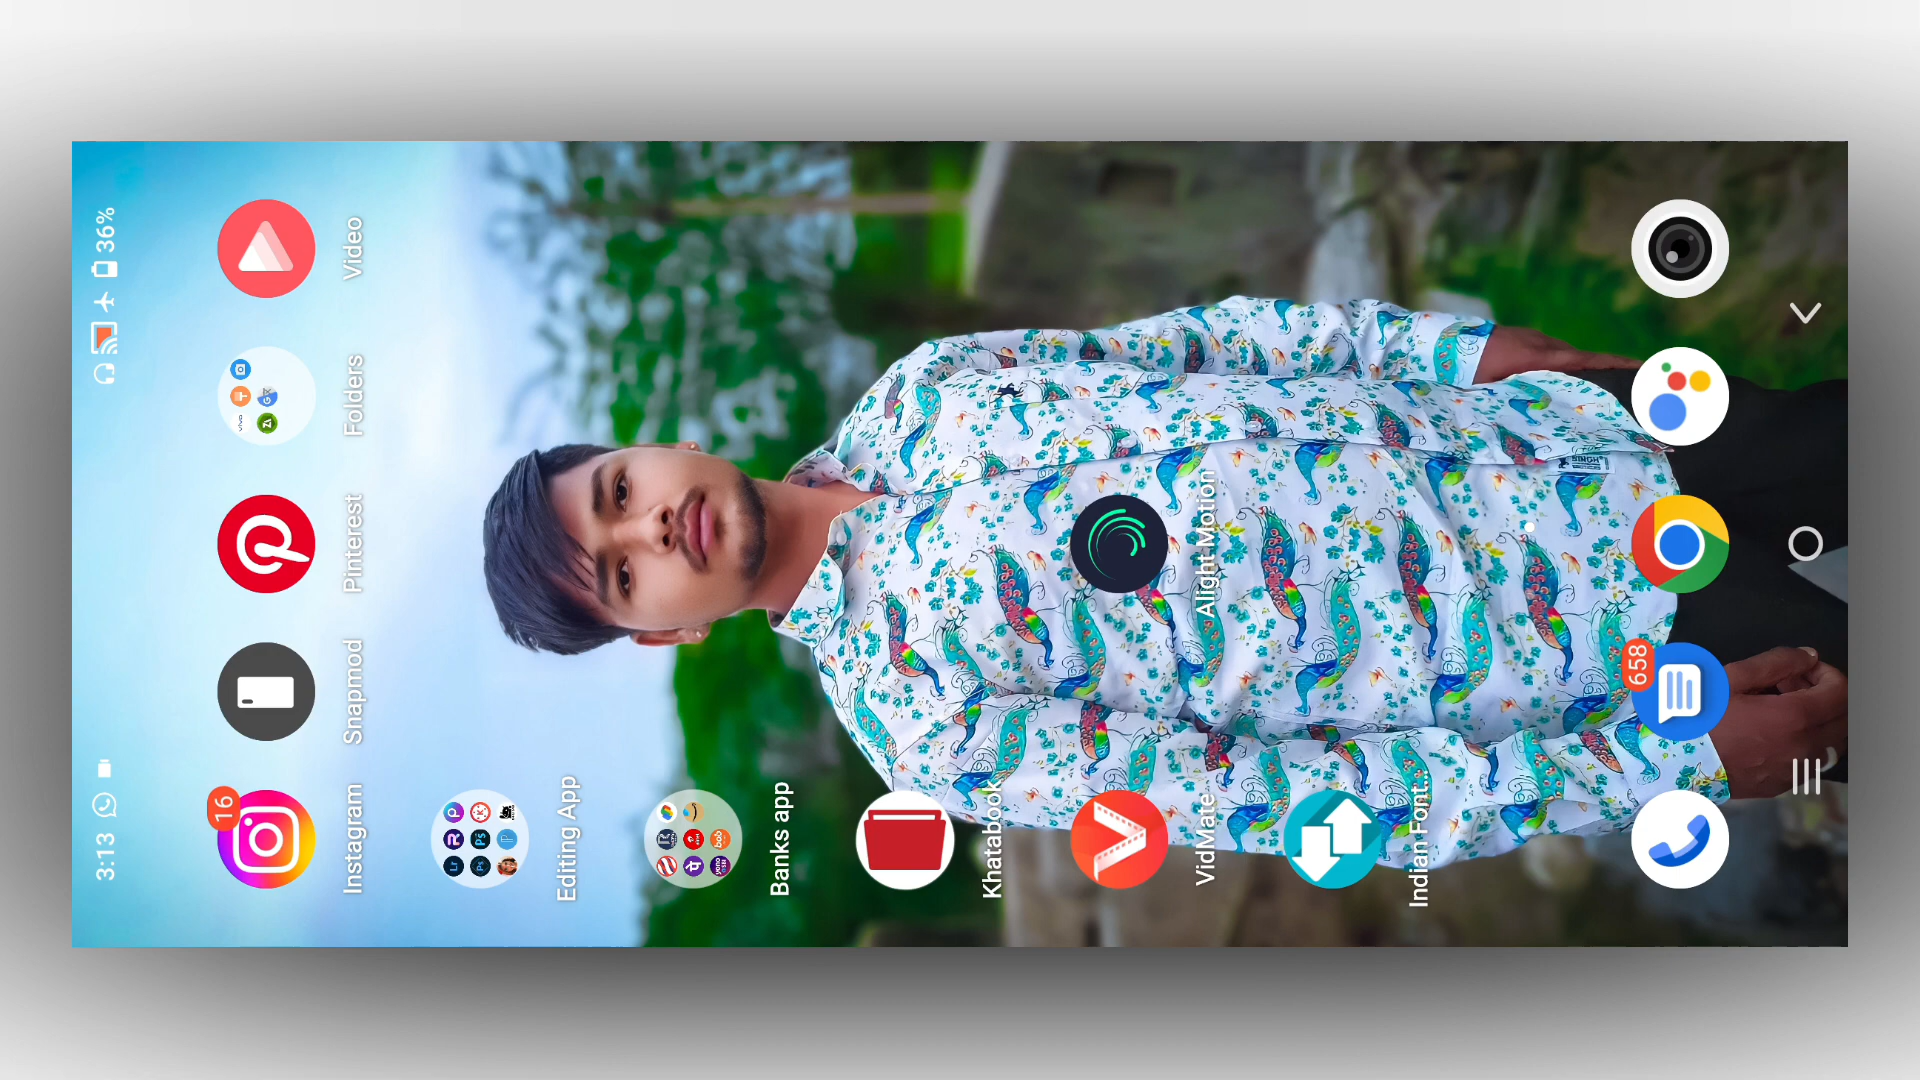 3:13
36%
16
Instagram
Snapmod
Pinterest
Folders
Video
Editing App
Banks app
Khatabook
VidMate
Alight Motion
Indian Font...
SINGH
658